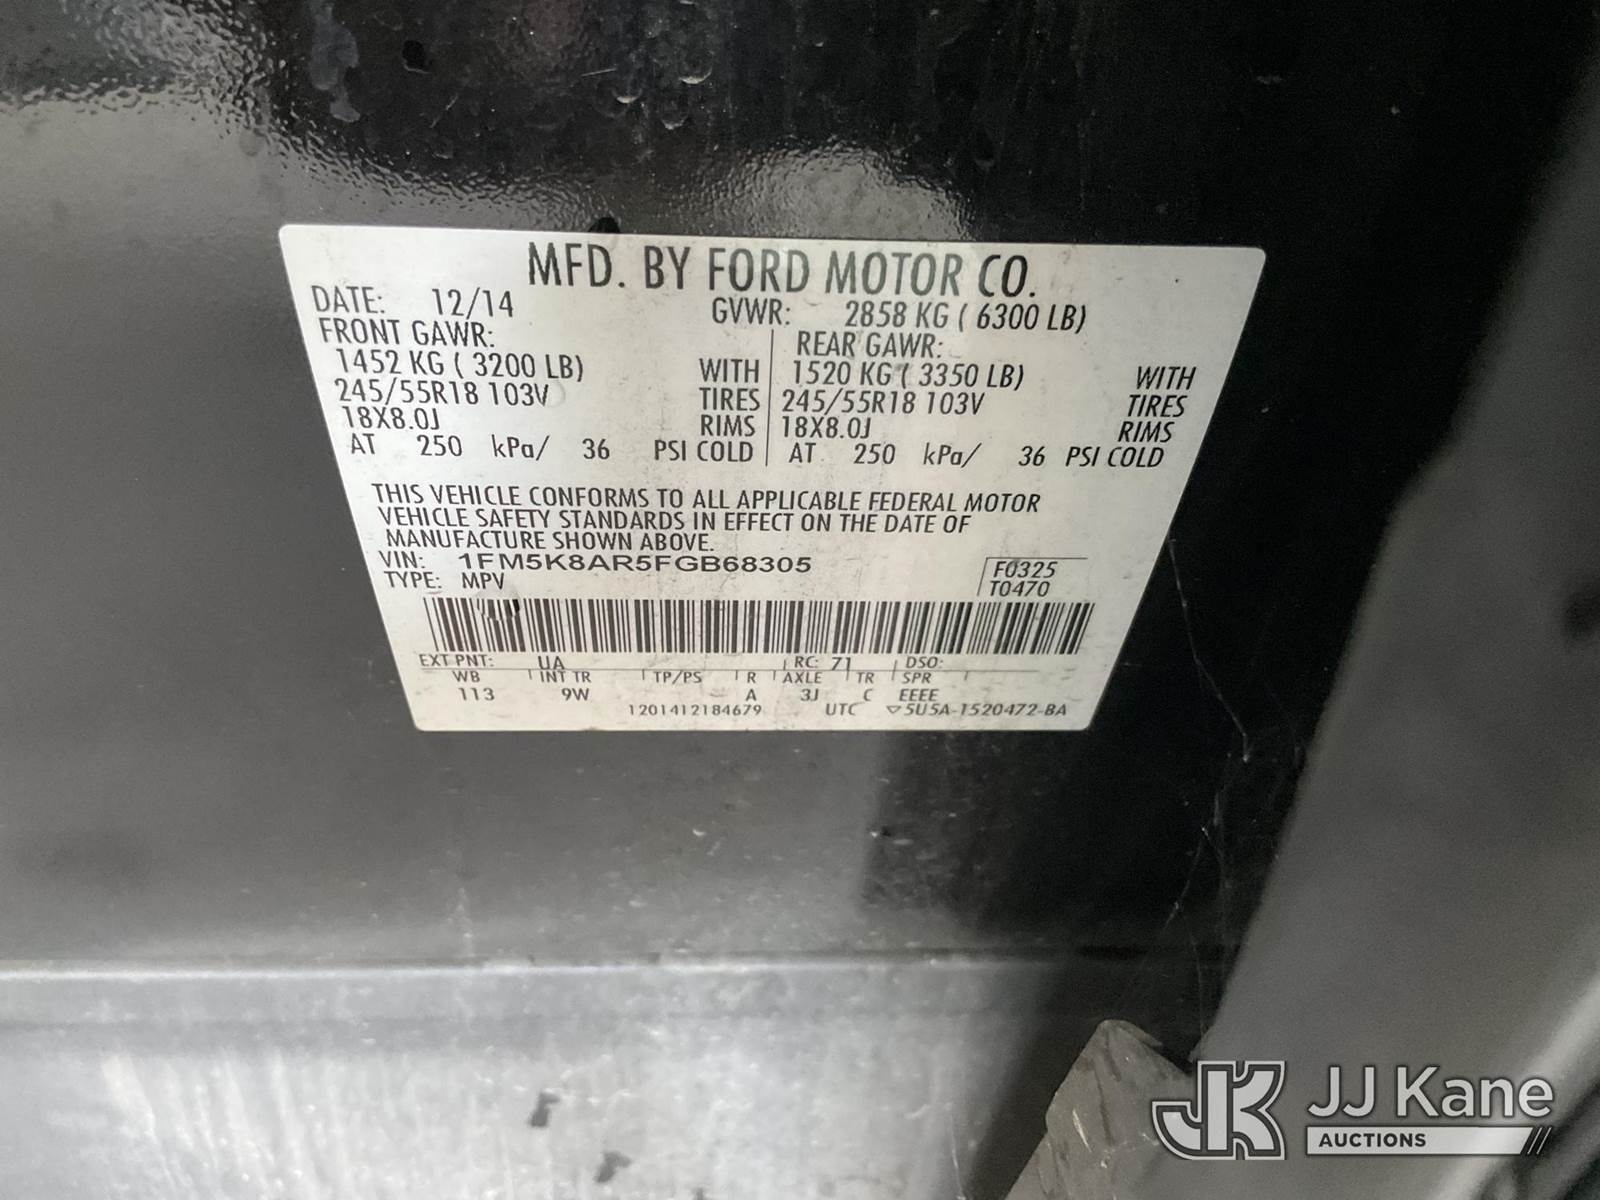 MFD. BY FORD MOTOR CO.
DATE: 12/14 GVWR: 2858 KG ( 6300 LB)
FRONT GAWR: REAR GAWR:
1452 KG ( 3200 LB) WITH 1520 KG ( 3350 LB) WITH
245/55R18 103V TIRES 245/55R18 103V TIRES
18X8.0J RIMS 18X8.0J RIMS
AT 250 kPa/ 36 PSI COLD AT 250 kPa/ 36 PSI COLD
THIS VEHICLE CONFORMS TO ALL APPLICABLE FEDERAL MOTOR
VEHICLE SAFETY STANDARDS IN EFFECT ON THE DATE OF
MANUFACTURE SHOWN ABOVE.
VIN: 1FM5K8AR5FGB68305 F0325
TYPE: MPV T0470
EXT PNT: UA RC: 71 DSO:
WB INT TR TP/PS R AXLE TR SPR
113 9W A 3J C EEEE
1201412184679 UTC ▽5U5A-1520472-BA
JK JJ Kane
AUCTIONS